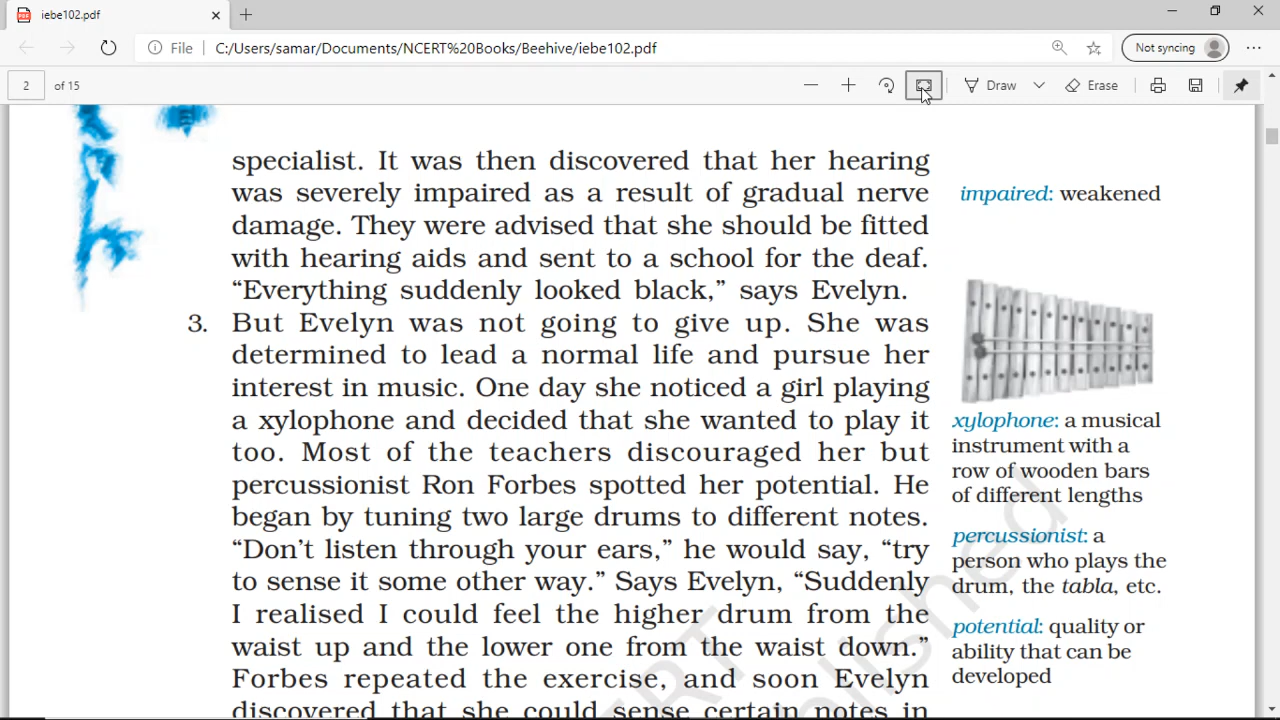 iebe102.pdf
File C:/Users/samar/Documents/NCERT%20Books/Beehive/iebe102.pdf Not syncing
2 of 15 Draw Erase
specialist. It was then discovered that her hearing
was severely impaired as a result of gradual nerve
damage. They were advised that she should be fitted
with hearing aids and sent to a school for the deaf.
“Everything suddenly looked black,” says Evelyn.
3. But Evelyn was not going to give up. She was
determined to lead a normal life and pursue her
interest in music. One day she noticed a girl playing
a xylophone and decided that she wanted to play it
too. Most of the teachers discouraged her but
percussionist Ron Forbes spotted her potential. He
began by tuning two large drums to different notes.
“Don’t listen through your ears,” he would say, “try
to sense it some other way.” Says Evelyn, “Suddenly
I realised I could feel the higher drum from the
waist up and the lower one from the waist down.”
Forbes repeated the exercise, and soon Evelyn
discovered that she could sense certain notes in
impaired: weakened
xylophone: a musical
instrument with a
row of wooden bars
of different lengths
percussionist: a
person who plays the
drum, the tabla, etc.
potential: quality or
ability that can be
developed